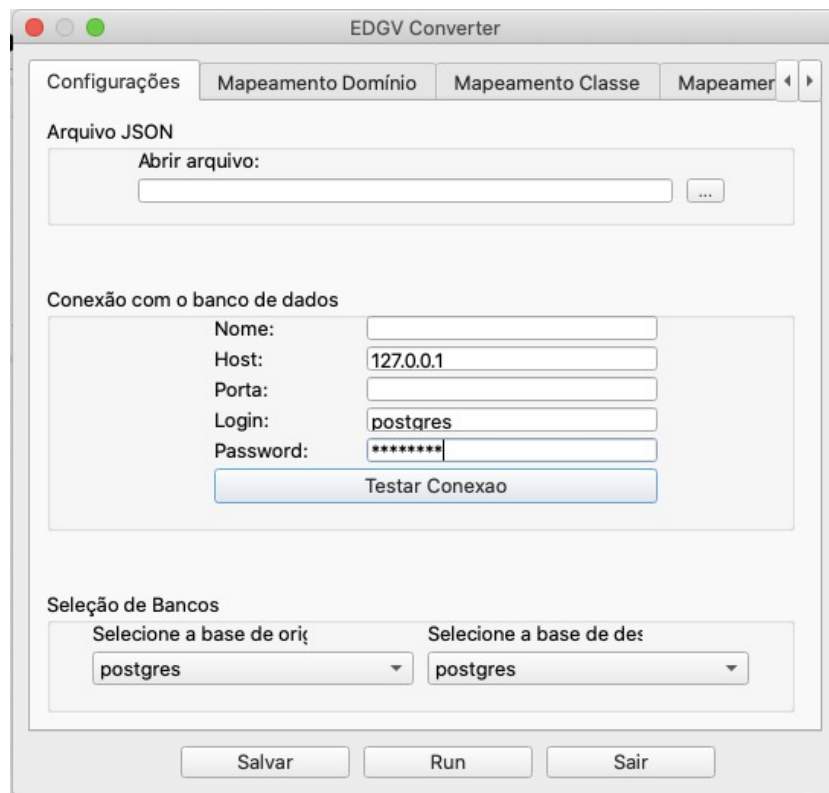 EDGV Converter
Configurações Mapeamento Domínio Mapeamento Classe Mapeamer
Arquivo JSON
Abrir arquivo:
...
Conexão com o banco de dados
Nome:
Host: 127.0.0.1
Porta:
Login: postgres
Password: ********
Testar Conexao
Seleção de Bancos
Selecione a base de orig Selecione a base de des
postgres postgres
Salvar Run Sair